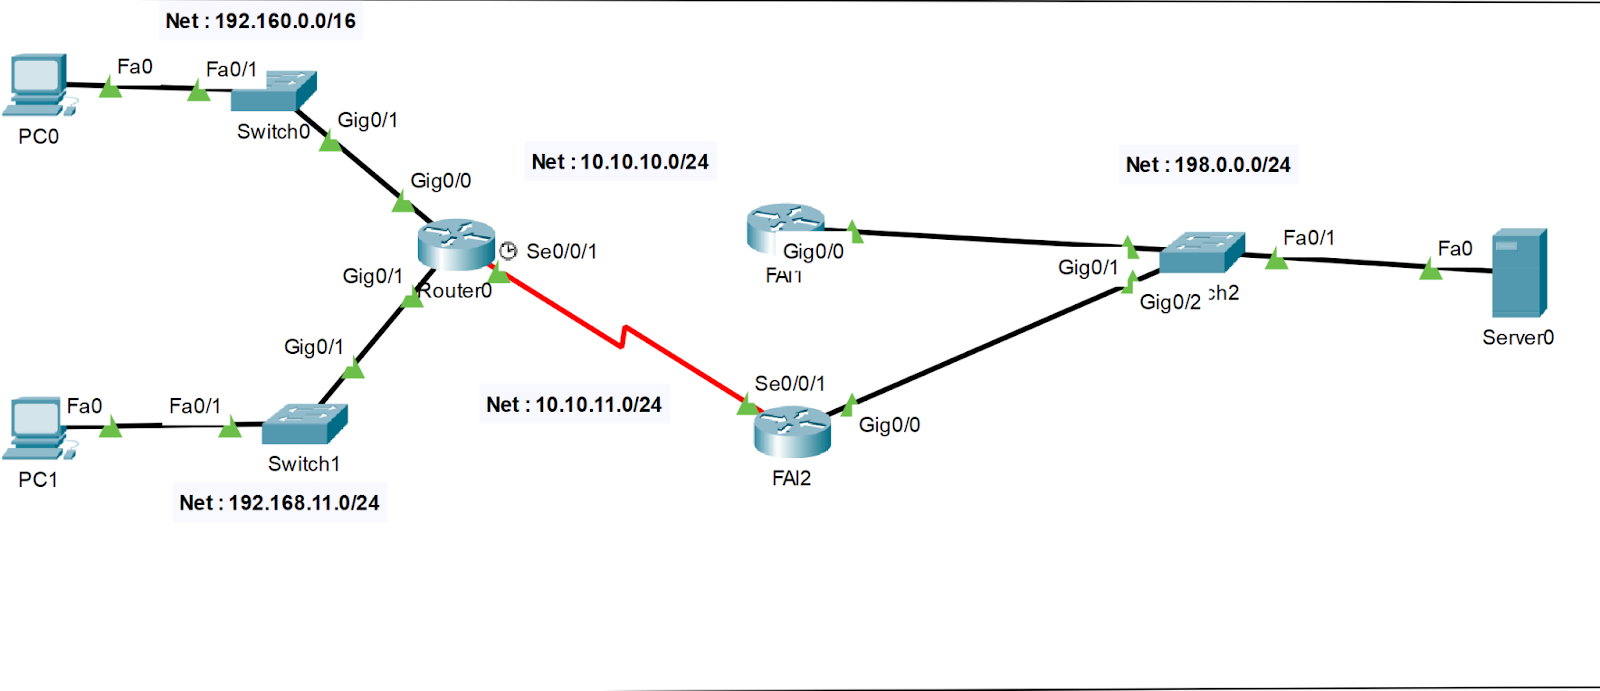 Net : 192.160.0.0/16
Fa0
Fa0/1
PC0
Switch0
Gig0/1
Gig0/0
Net : 10.10.10.0/24
Net : 198.0.0.0/24
Se0/0/1
Gig0/1
Router0
Gig0/0
FAI1
Gig0/1
Gig0/2
ch2
Fa0/1
Fa0
Server0
Gig0/1
Fa0
Fa0/1
PC1
Switch1
Net : 192.168.11.0/24
Net : 10.10.11.0/24
Se0/0/1
Gig0/0
FAI2